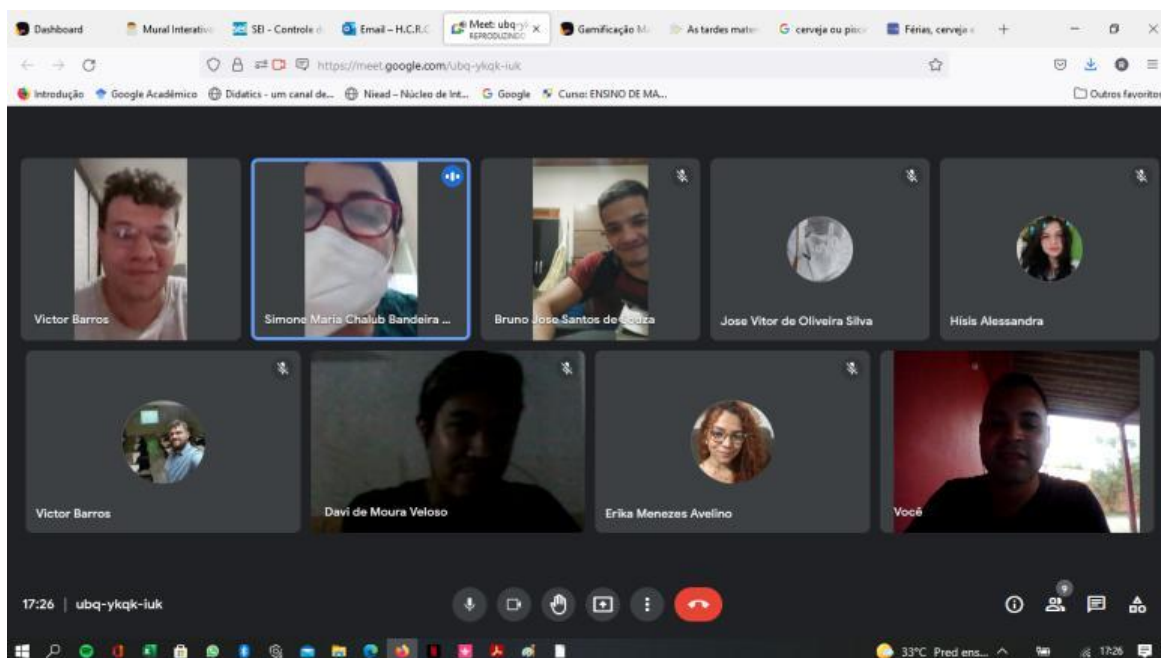 Dashboard
Mural Interativo
SEI - Controle d
Email – H.C.R.C
Meet: ubq-y
REPRODUZINDO
Gamificação M
As tardes mate
G cerveja ou
Férias, cerveja e
https://meet.google.com/ubq-ykqk-iuk
Introdução
Google Acadêmico
Didatics - um canal de...
Niead – Núcleo de Int...
G Google
Curso: ENSINO DE MA...
Outros favoritos
Victor Barros
Simone Maria Chalub Bandeira ...
Bruno Jose Santos de Souza
Jose Vitor de Oliveira Silva
Hísis Alessandra
Victor Barros
Davi de Moura Veloso
Erika Menezes Avelino
Você
17:26 | ubq-ykqk-iuk
9
33°C Pred ens...
17:26